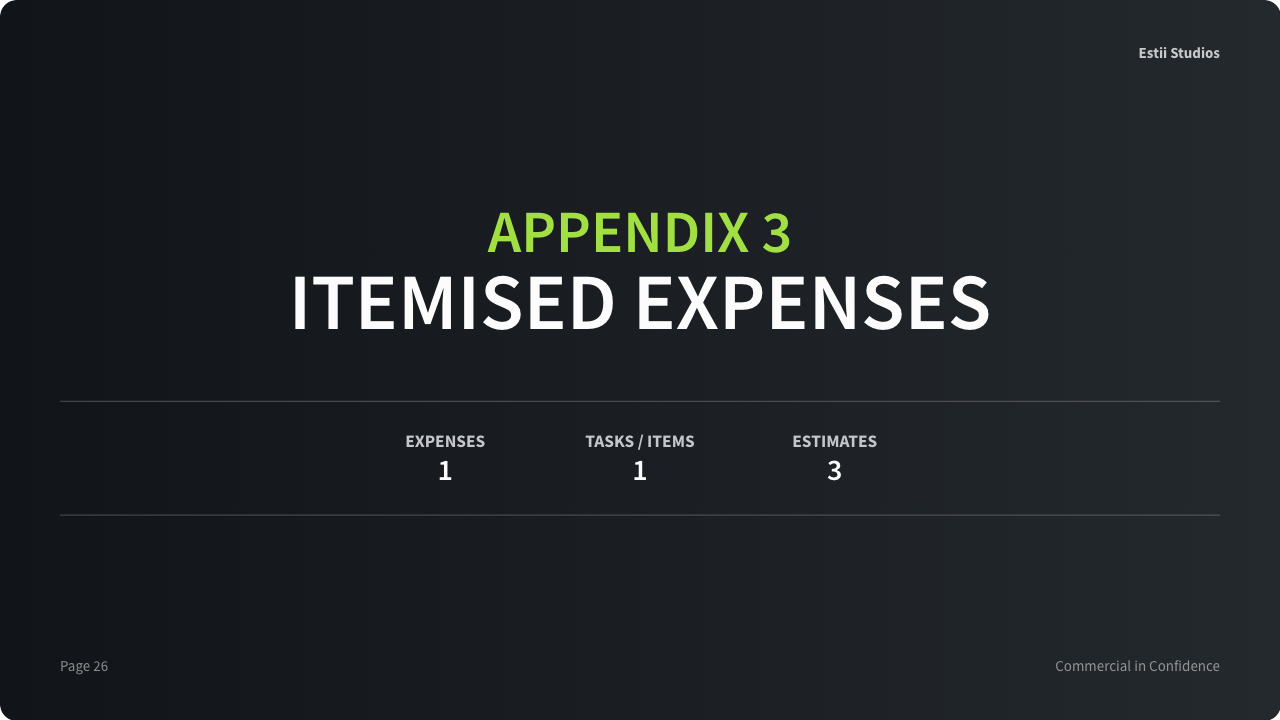 Estii Studios
APPENDIX 3
ITEMISED EXPENSES
EXPENSES TASKS / ITEMS ESTIMATES
1 1 3
Page 26 Commercial in Confidence